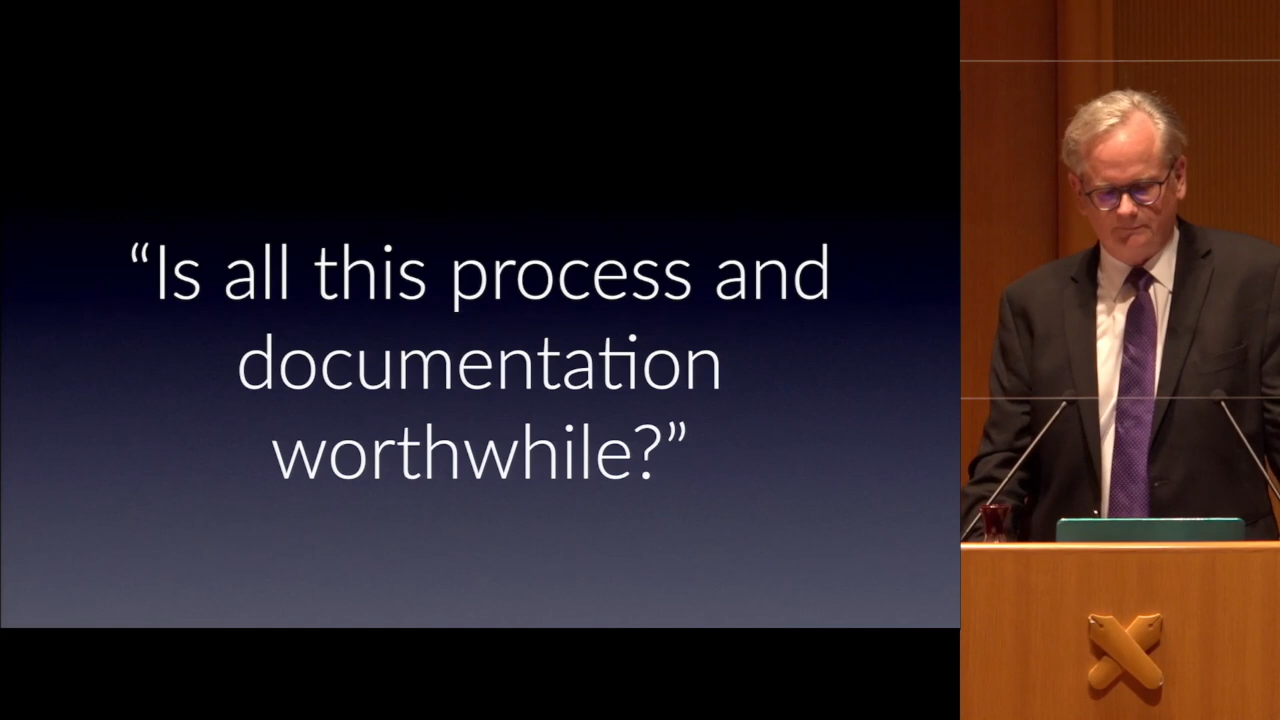 “Is all this process and
documentation
worthwhile?”